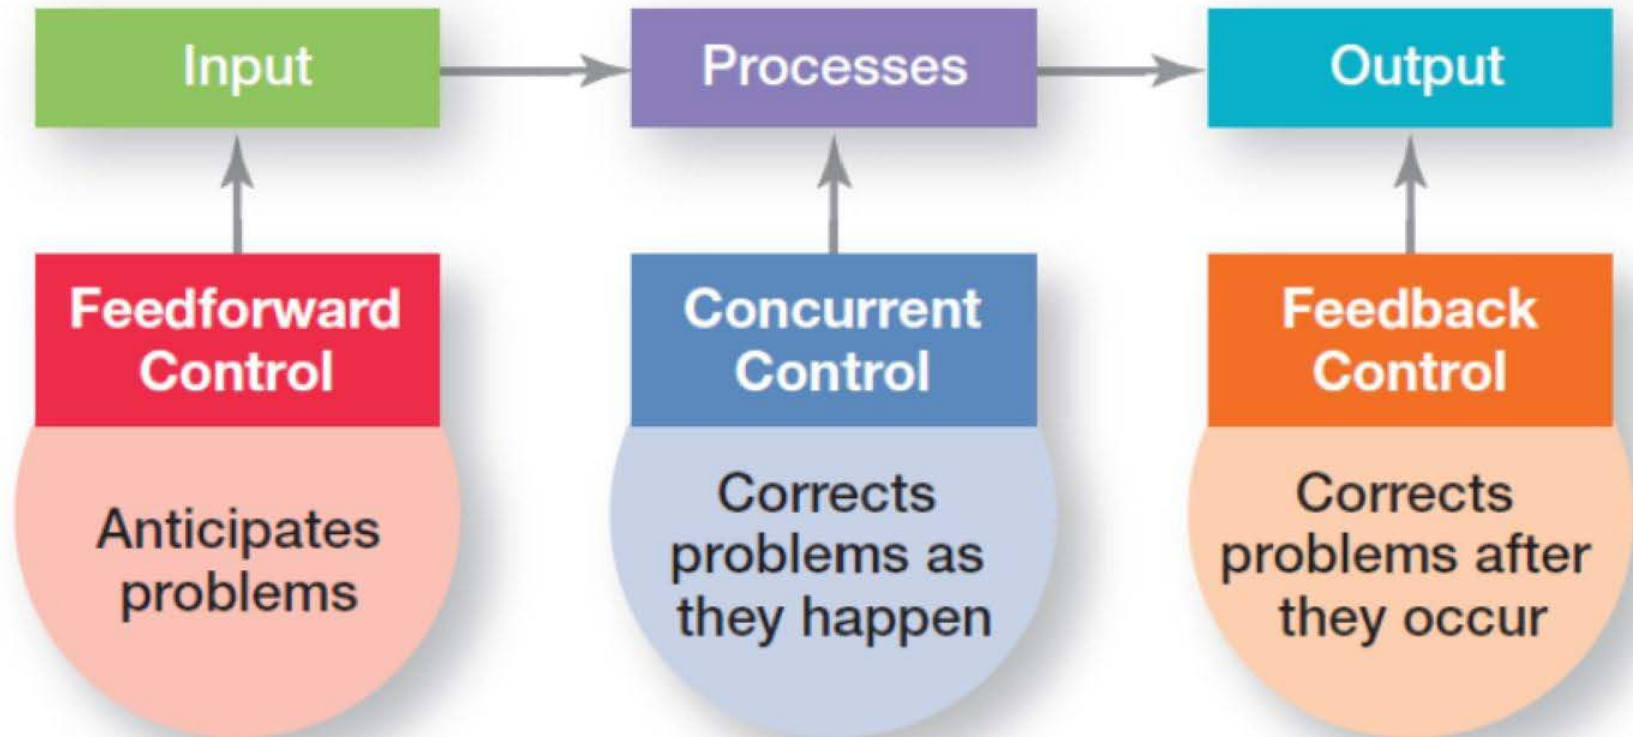 Input
Processes
Output
Feedforward
Control
Concurrent
Control
Feedback
Control
Anticipates
problems
Corrects
problems as
they happen
Corrects
problems after
they occur